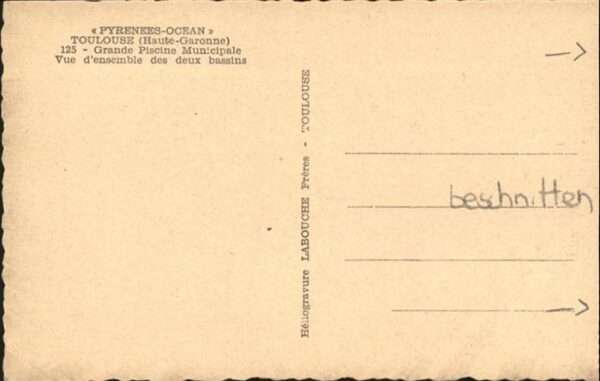 « PYRENEES-OCEAN »
TOULOUSE (Haute-Garonne)
125 - Grande Piscine Municipale
Vue d'ensemble des deux bassins
Héliogravure LABOUCHE Frères - TOULOUSE
beschnitten